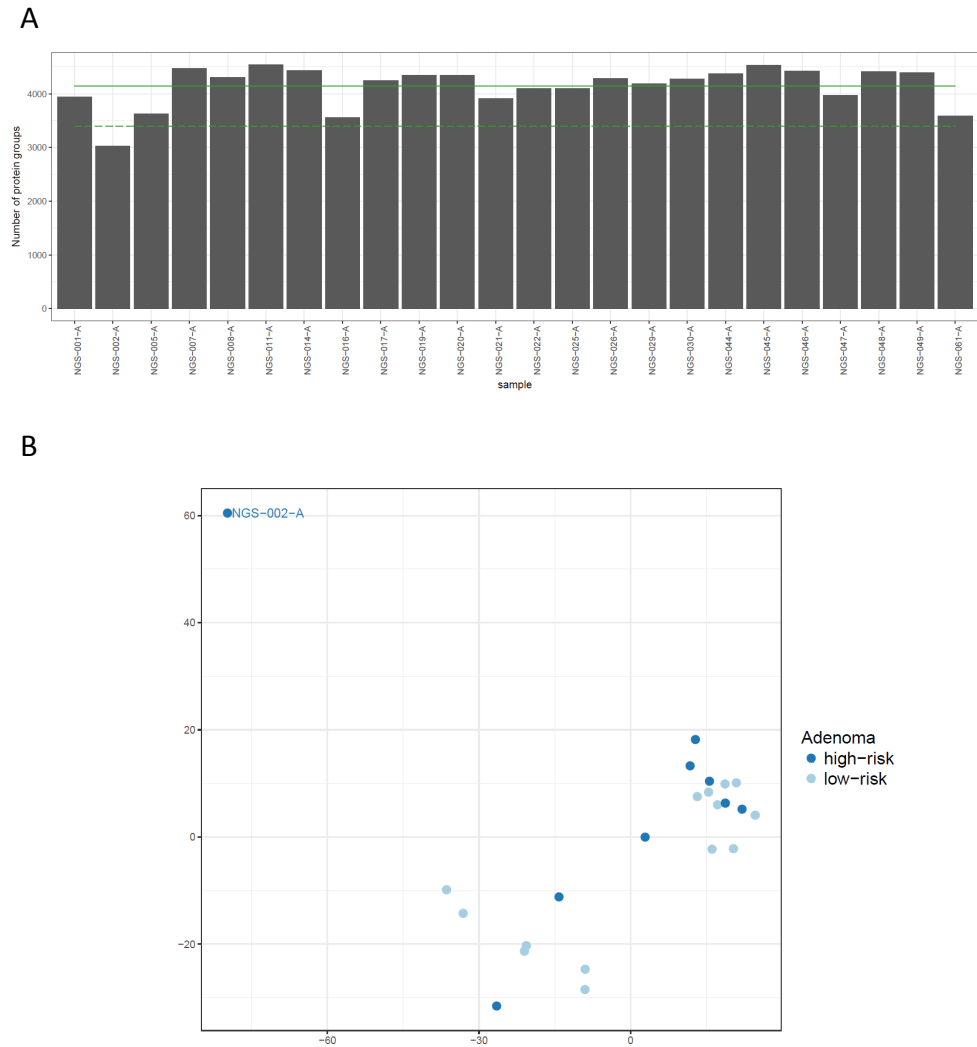 A
Number of protein groups
4000
3000
2000
1000
0
NGS−001−A
NGS−002−A
NGS−005−A
NGS−007−A
NGS−008−A
NGS−011−A
NGS−014−A
NGS−016−A
NGS−017−A
NGS−019−A
NGS−020−A
NGS−021−A
NGS−022−A
NGS−025−A
NGS−026−A
NGS−029−A
NGS−030−A
NGS−044−A
NGS−045−A
NGS−046−A
NGS−047−A
NGS−048−A
NGS−049−A
NGS−061−A
sample
B
NGS−002−A
60
40
20
0
−20
−60
−30
0
Adenoma
high−risk
low−risk